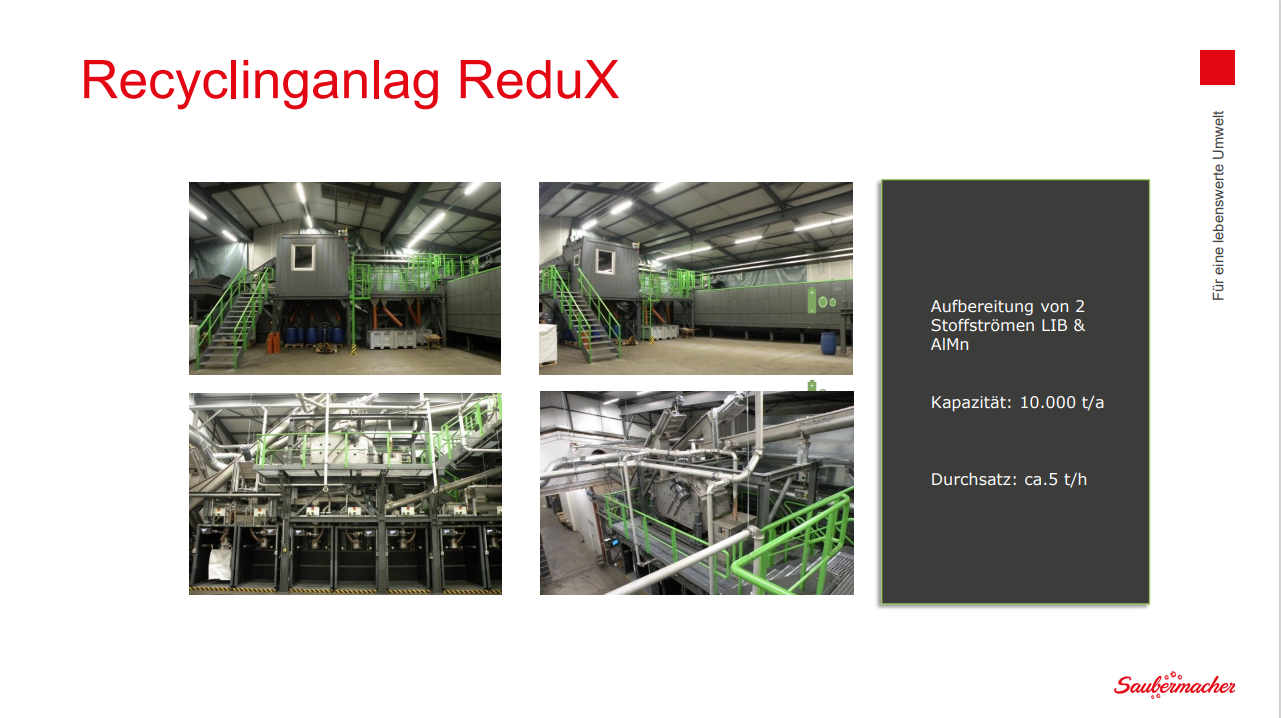 Recyclinganlag ReduX
Für eine lebenswerte Umwelt
Aufbereitung von 2
Stoffströmen LIB &
AlMn
Kapazität: 10.000 t/a
Durchsatz: ca.5 t/h
Saubermacher